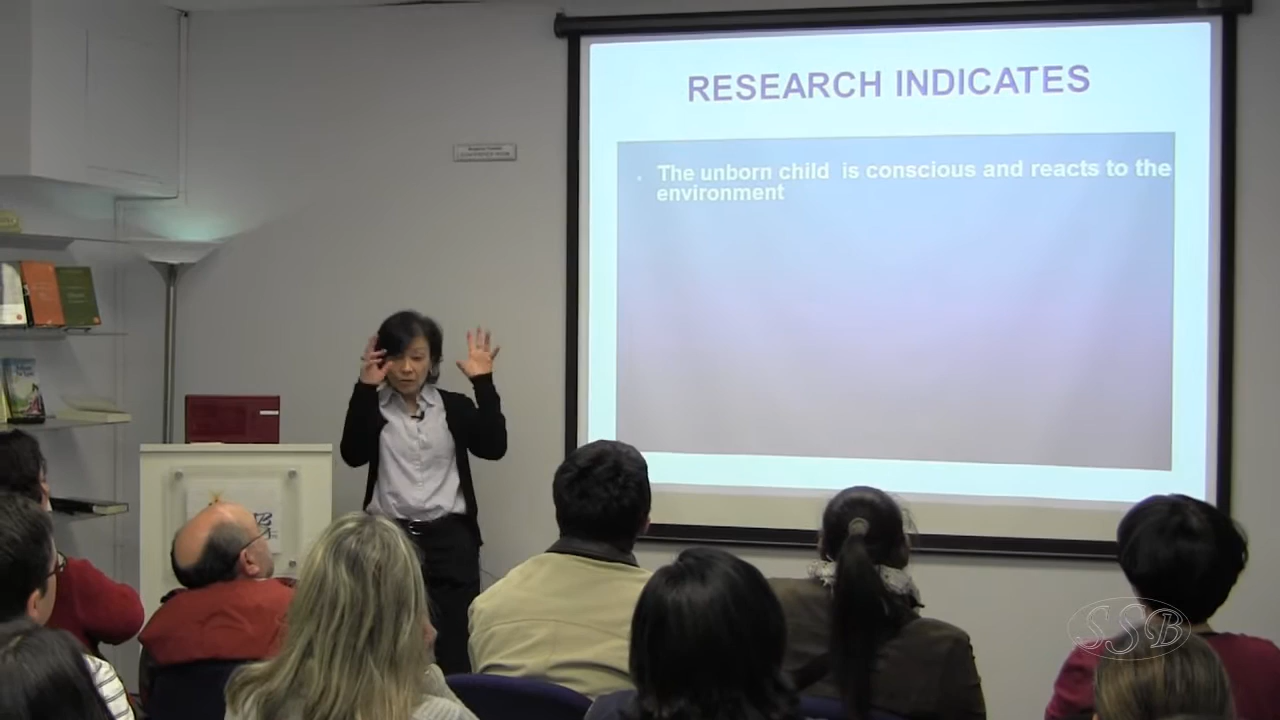 RESEARCH INDICATES
The unborn child is conscious and reacts to the
environment
SSB